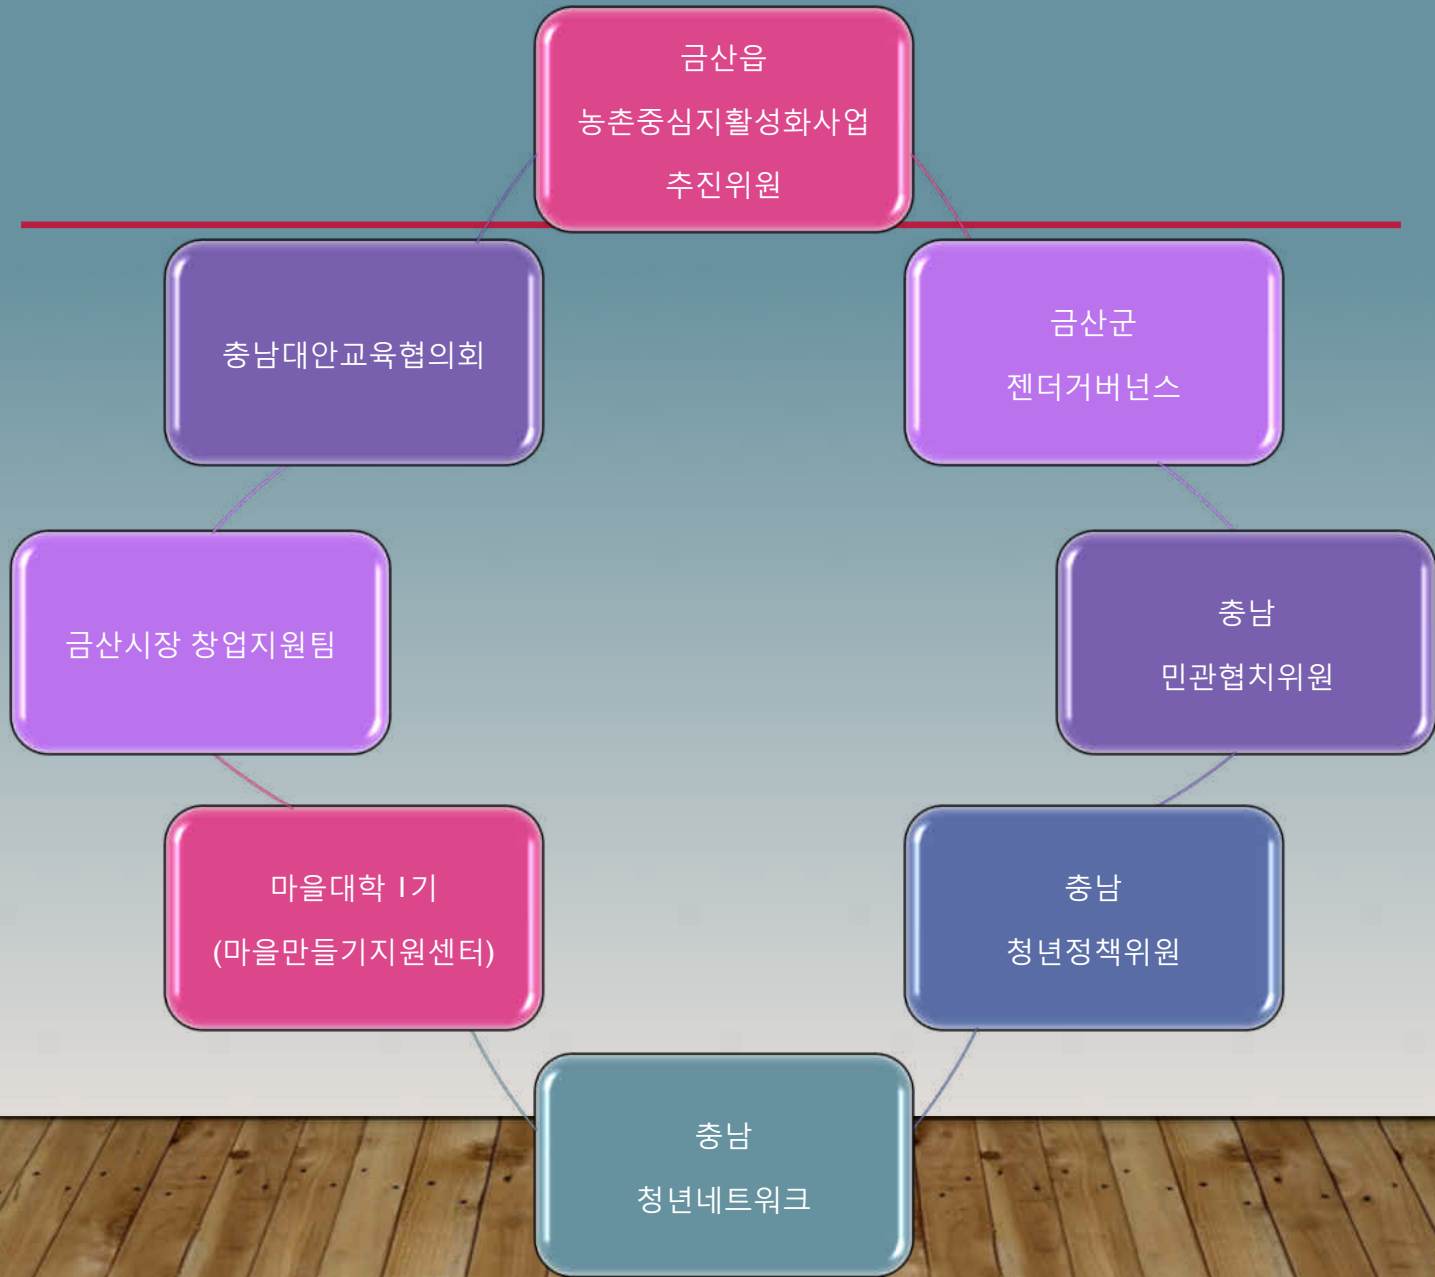 금산읍
농촌중심지활성화사업
추진위원
충남대안교육협의회
금산군
젠더거버넌스
금산시장 창업지원팀
충남
민관협치위원
마을대학 1기
(마을만들기지원센터)
충남
청년정책위원
충남
청년네트워크